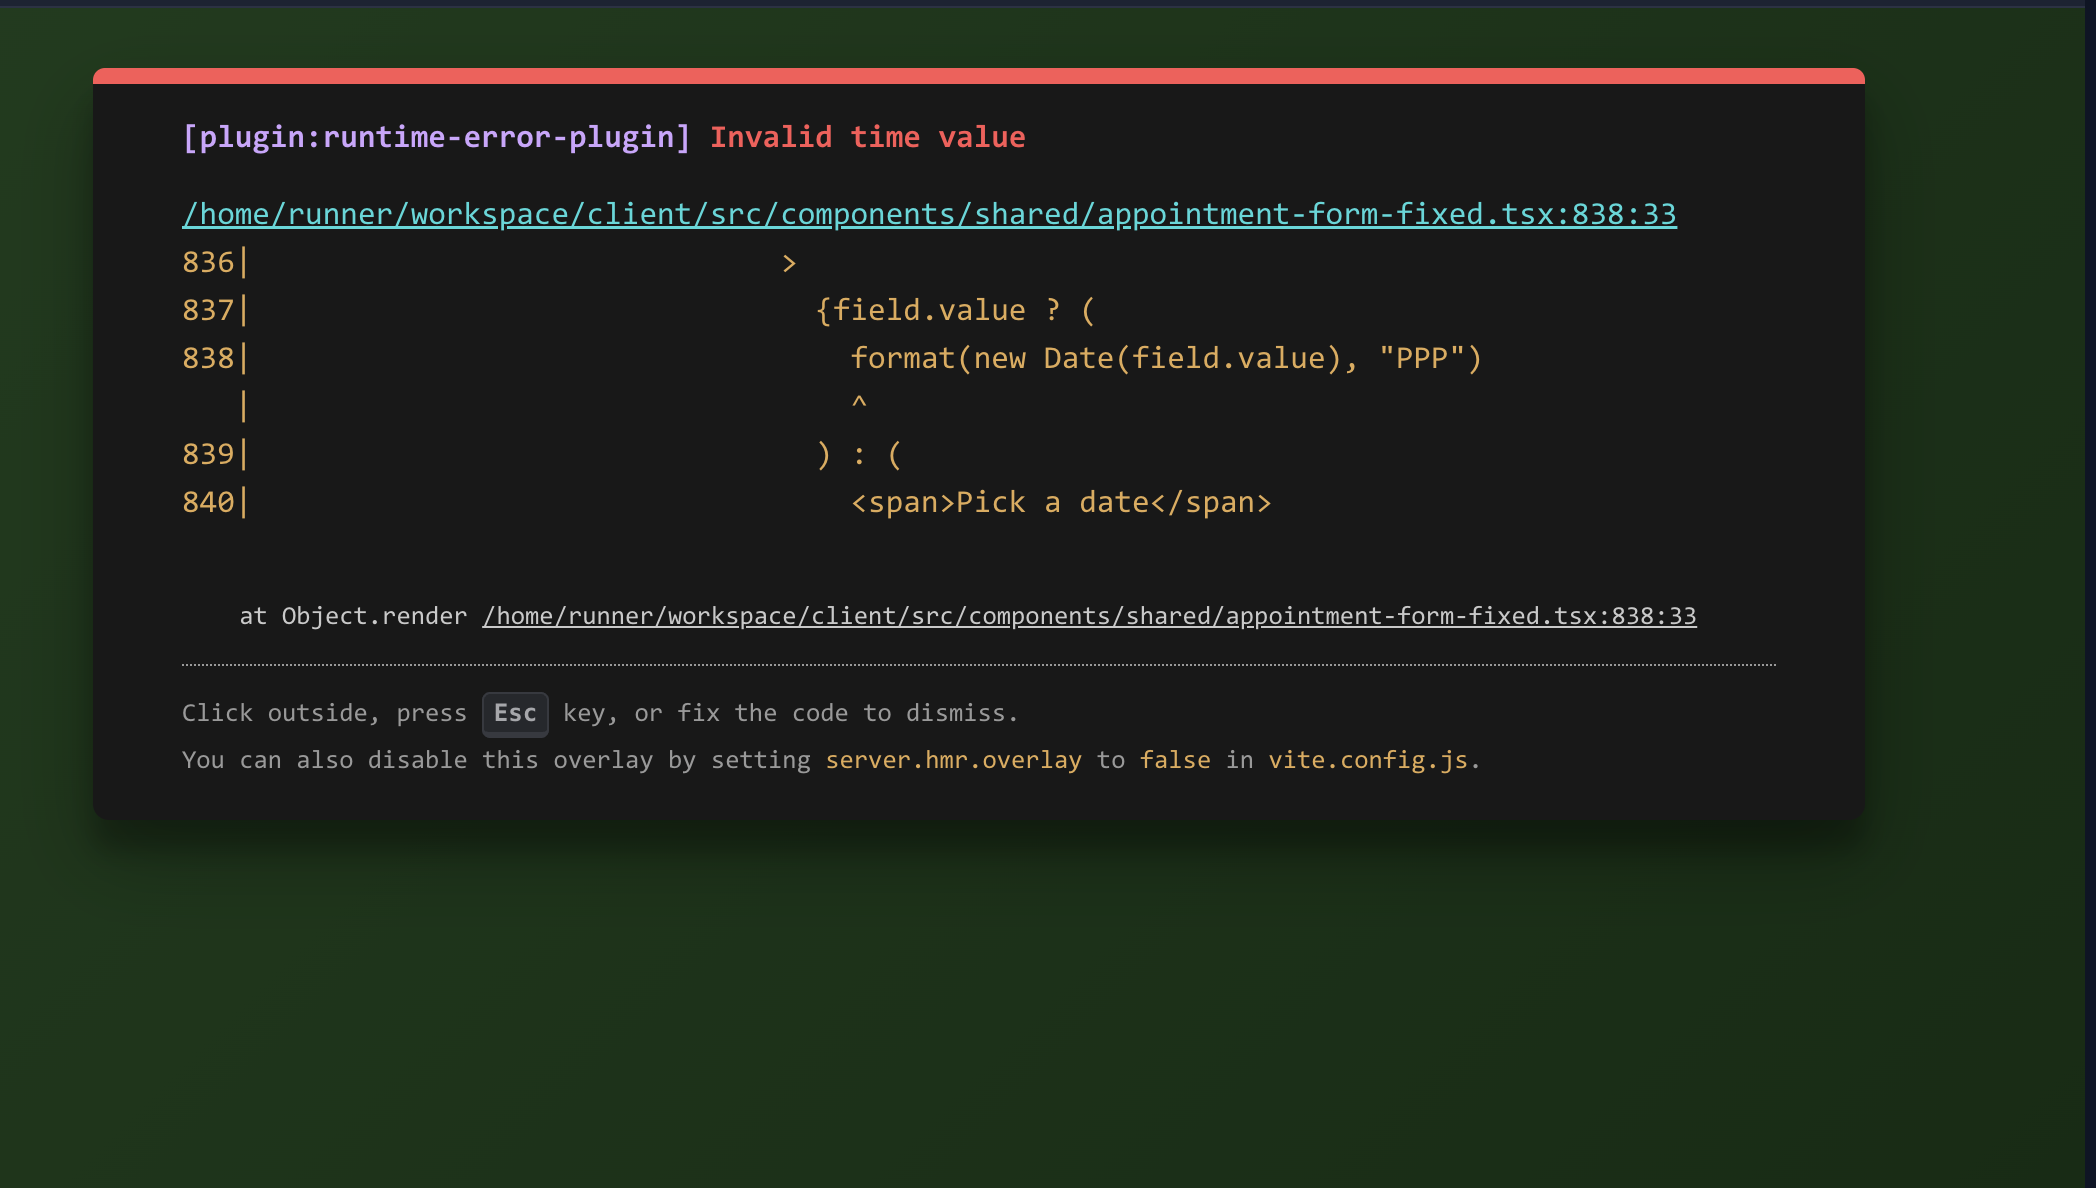 [plugin:runtime-error-plugin] Invalid time value
/home/runner/workspace/client/src/components/shared/appointment-form-fixed.tsx:838:33
836|                               >
837|                                 {field.value ? (
838|                                   format(new Date(field.value), "PPP")
   |                                   ^
839|                                 ) : (
840|                                   <span>Pick a date</span>
at Object.render /home/runner/workspace/client/src/components/shared/appointment-form-fixed.tsx:838:33
Click outside, press Esc key, or fix the code to dismiss.
You can also disable this overlay by setting server.hmr.overlay to false in vite.config.js.